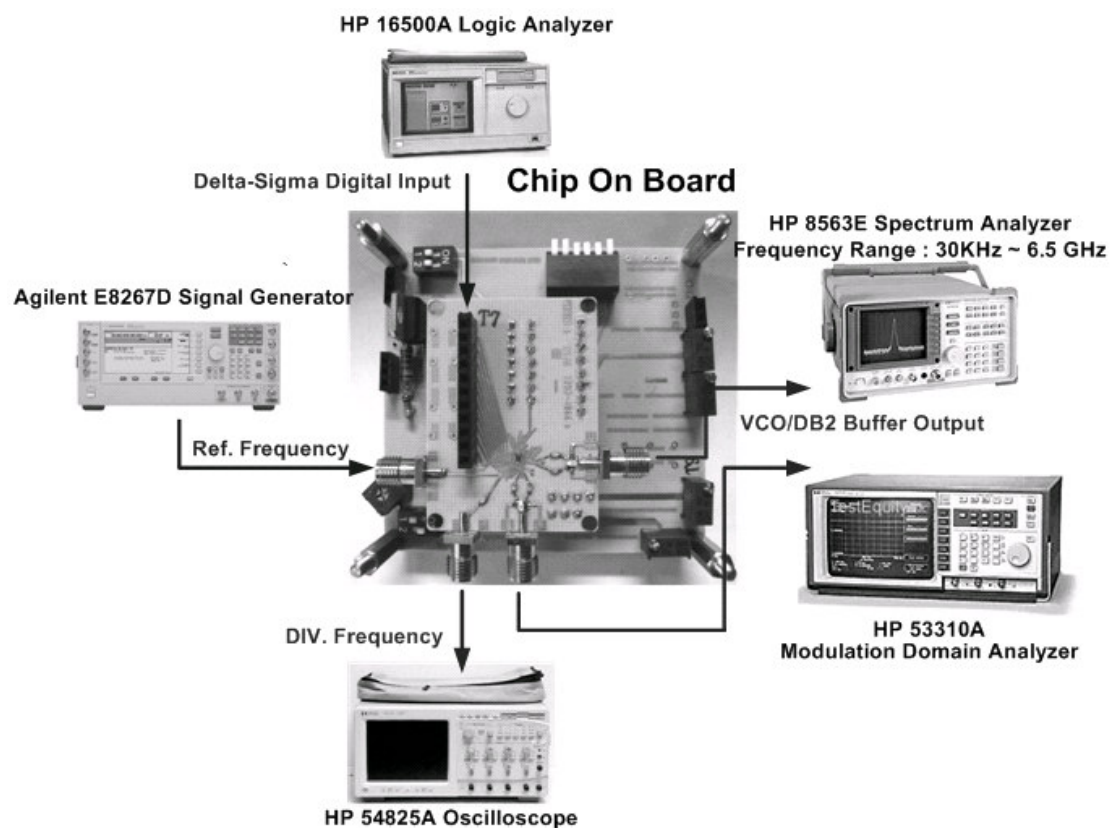 HP 16500A Logic Analyzer
Delta-Sigma Digital Input
Chip On Board
HP 8563E Spectrum Analyzer
Frequency Range : 30KHz ~ 6.5 GHz
Agilent E8267D Signal Generator
T7
Ref. Frequency
VCO/DB2 Buffer Output
TestEquity
DIV. Frequency
HP 53310A
Modulation Domain Analyzer
HP 54825A Oscilloscope